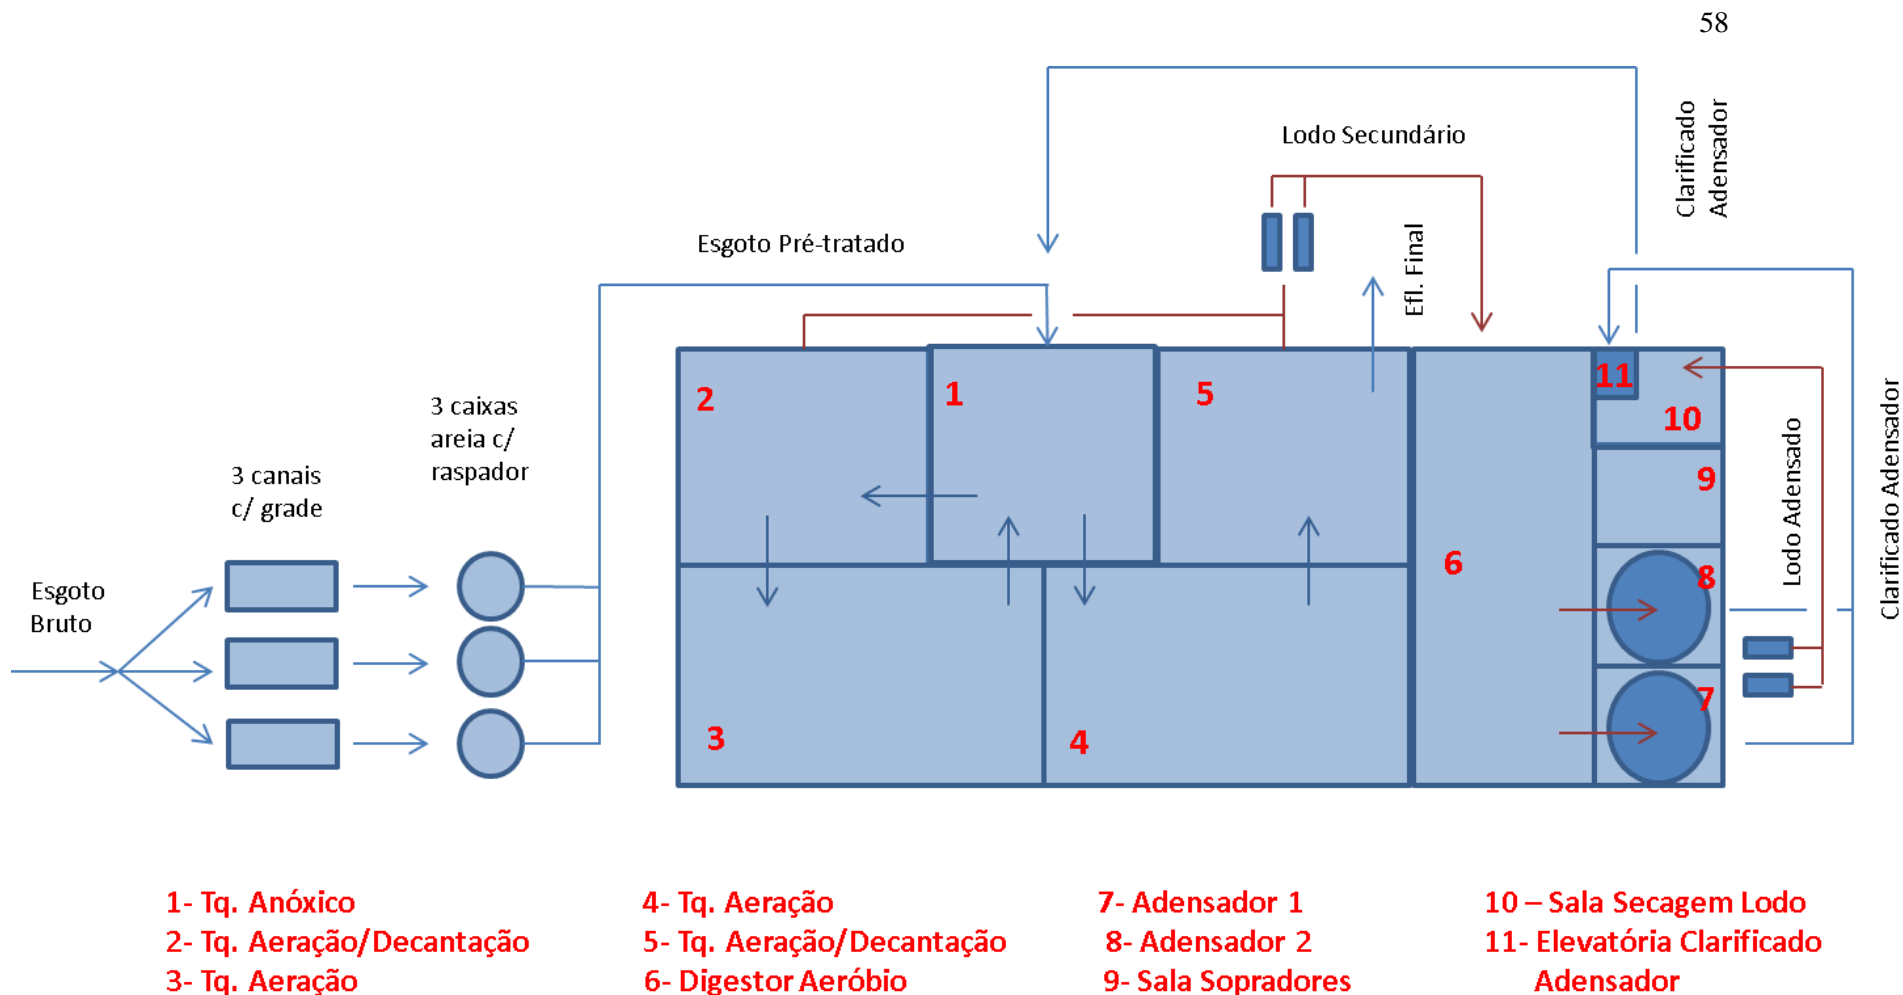 58
Clarificado
Adensador
Lodo Secundário
Esgoto Pré-tratado
Efl. Final
2
1
5
11
10
3 caixas
areia c/
raspador
Lodo Adensado
Clarificado Adensador
3 canais
c/ grade
9
6
8
Esgoto
Bruto
7
3
4
1- Tq. Anóxico
2- Tq. Aeração/Decantação
3- Tq. Aeração
4- Tq. Aeração
5- Tq. Aeração/Decantação
6- Digestor Aeróbio
7- Adensador 1
8- Adensador 2
9- Sala Sopradores
10 – Sala Secagem Lodo
11- Elevatória Clarificado
Adensador